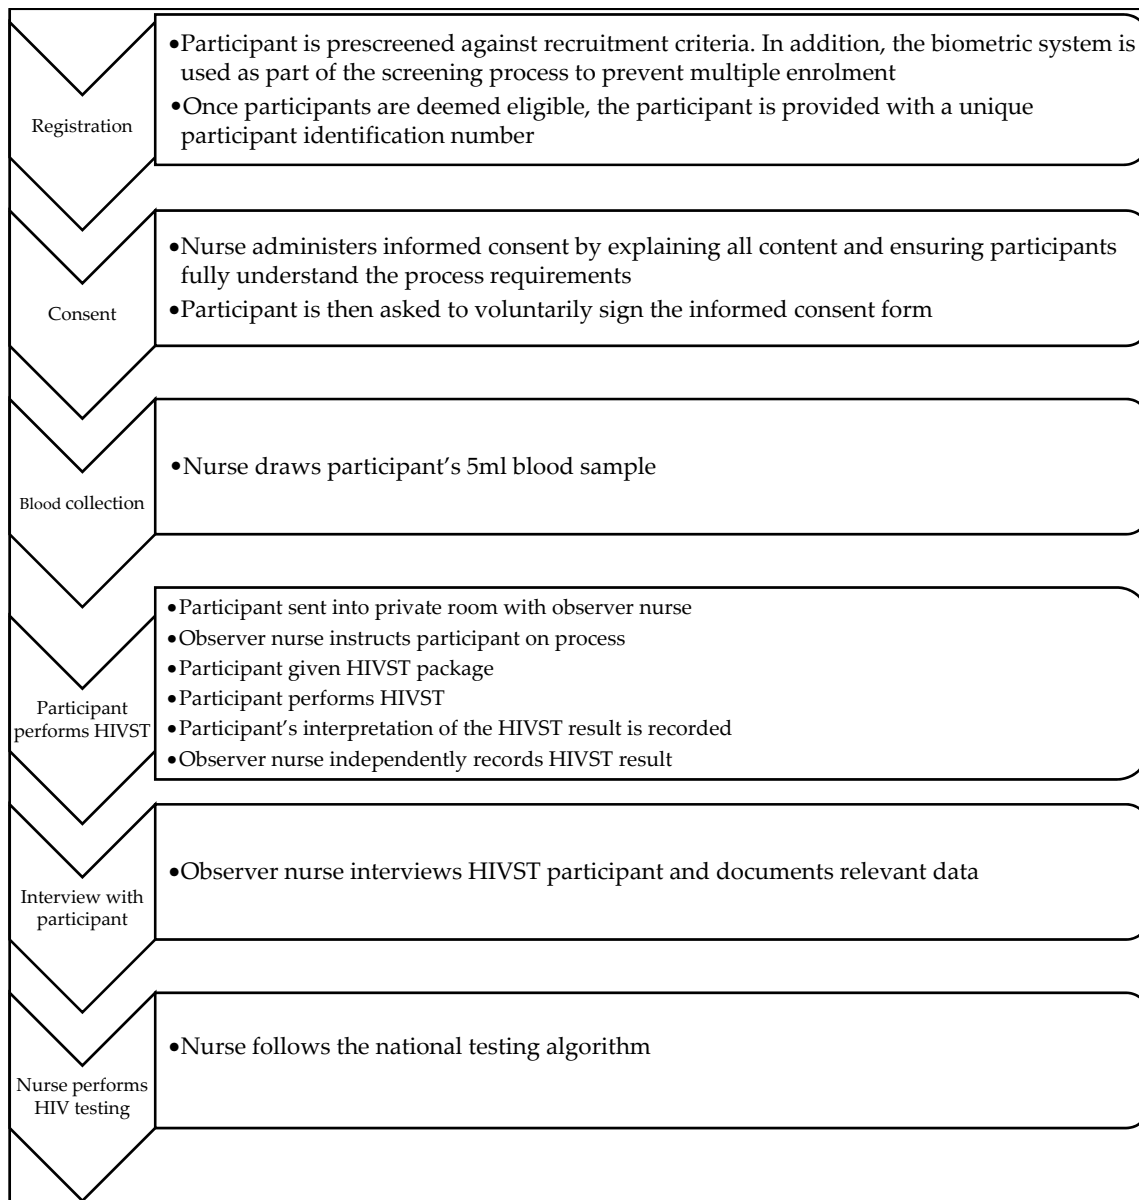 •Participant is prescreened against recruitment criteria. In addition, the biometric system is
used as part of the screening process to prevent multiple enrolment
•Once participants are deemed eligible, the participant is provided with a unique
participant identification number
Registration
•Nurse administers informed consent by explaining all content and ensuring participants
fully understand the process requirements
•Participant is then asked to voluntarily sign the informed consent form
Consent
•Nurse draws participant's 5ml blood sample
Blood collection
•Participant sent into private room with observer nurse
•Observer nurse instructs participant on process
•Participant given HIVST package
•Participant performs HIVST
•Participant's interpretation of the HIVST result is recorded
•Observer nurse independently records HIVST result
Participant
performs HIVST
•Observer nurse interviews HIVST participant and documents relevant data
Interview with
participant
•Nurse follows the national testing algorithm
Nurse performs
HIV testing